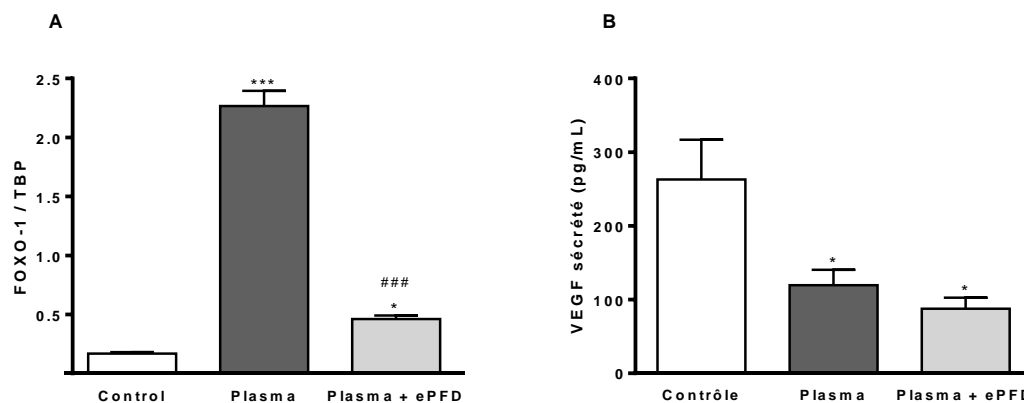 A
FOXO-1 / TBP
2.5
2.0
1.5
1.0
0.5
***
###
*
Control
Plasma
Plasma + ePFD
B
VEGF sécrété (pg/mL)
400
300
200
100
0
*
*
Contrôle
Plasma
Plasma + ePFD